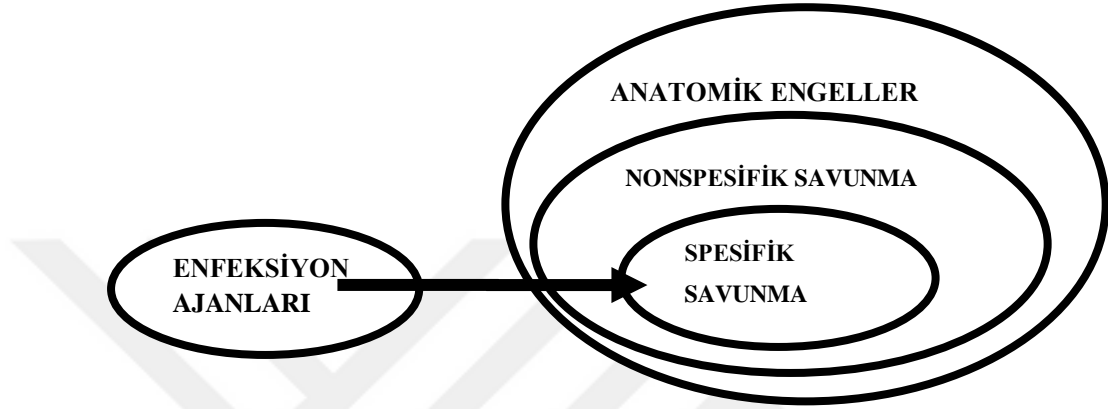 ANATOMİK ENGELLER
NONSPESİFİK SAVUNMA
SPESİFİK
SAVUNMA
ENFEKSİYON
AJANLARI